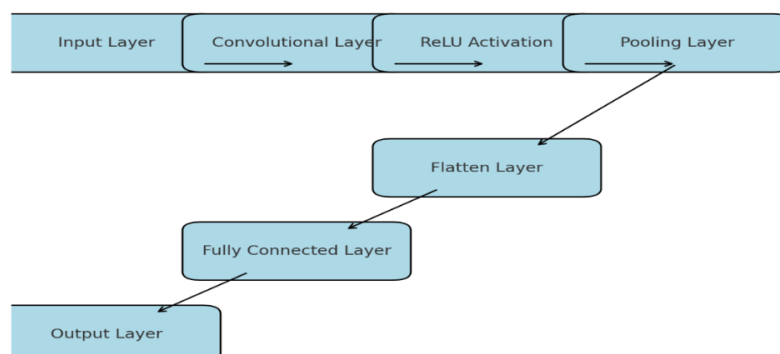 Input Layer
Convolutional Layer
ReLU Activation
Pooling Layer
Flatten Layer
Fully Connected Layer
Output Layer